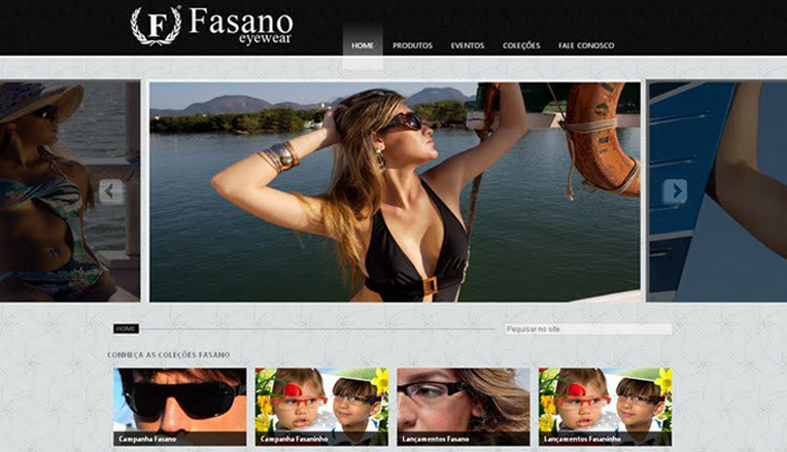 F® Fasano
eyewear
HOME PRODUTOS EVENTOS COLEÇÕES FALE CONOSCO
HOME Pesquisar no site
CONHEÇA AS COLEÇÕES FASANO
Campanha Fasano Campanha Fasaninho Lançamentos Fasano Lançamentos Fasaninho